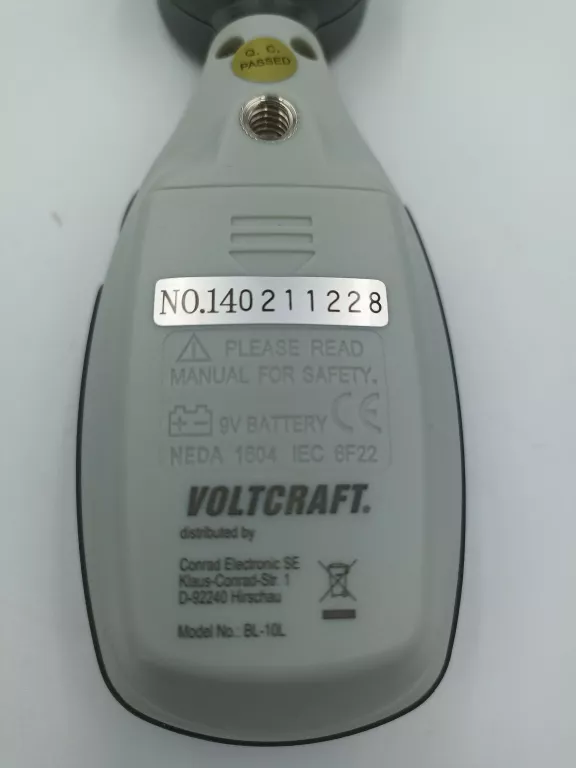 Q. C.
PASSED
NO.140211228
PLEASE READ
MANUAL FOR SAFETY.
9V BATTERY CE
NEDA 1604 IEC 6F22
VOLTCRAFT.
distributed by
Conrad Electronic SE
Klaus-Conrad-Str. 1
D-92240 Hirschau
Model No.: BL-10L